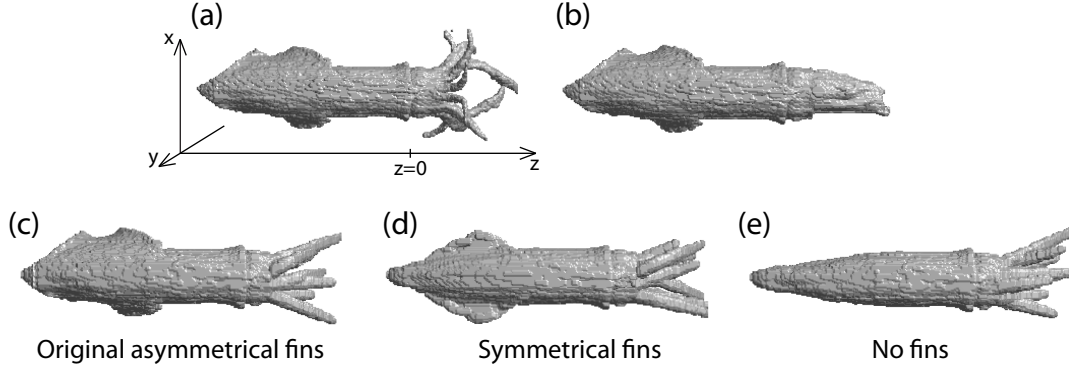 (a)
(b)
x
y
z=0
z
(c)
(d)
(e)
Original asymmetrical fins
Symmetrical fins
No fins